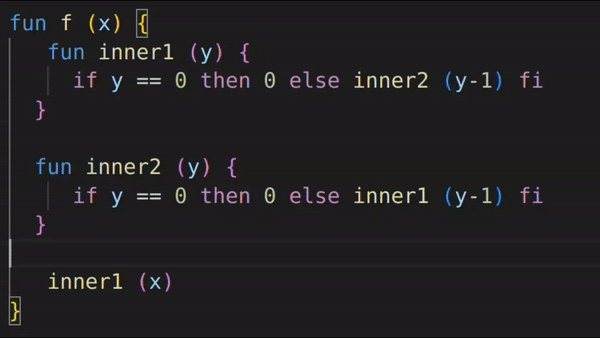 fun f (x) {
fun inner1 (y) {
if y == 0 then 0 else inner2 (y-1) fi
}
fun inner2 (y) {
if y == 0 then 0 else inner1 (y-1) fi
}
inner1 (x)
}